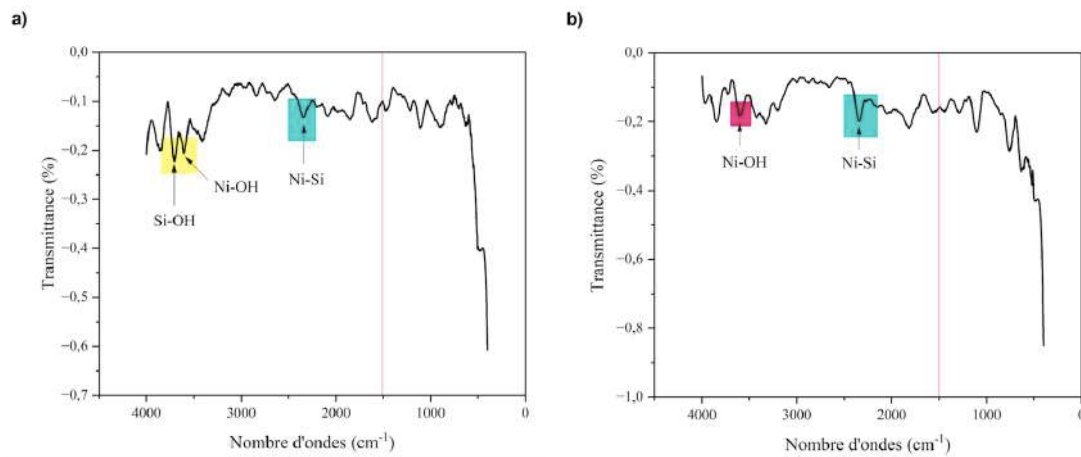 a)
0,0
−0,1
−0,2
−0,3
−0,4
−0,5
−0,6
−0,7
Transmittance (%)
Ni-Si
Ni-OH
Si-OH
4000 3000 2000 1000 0
Nombre d'ondes (cm⁻¹)
b)
0,0
−0,2
−0,4
−0,6
−0,8
−1,0
Transmittance (%)
Ni-OH Ni-Si
4000 3000 2000 1000 0
Nombre d'ondes (cm⁻¹)